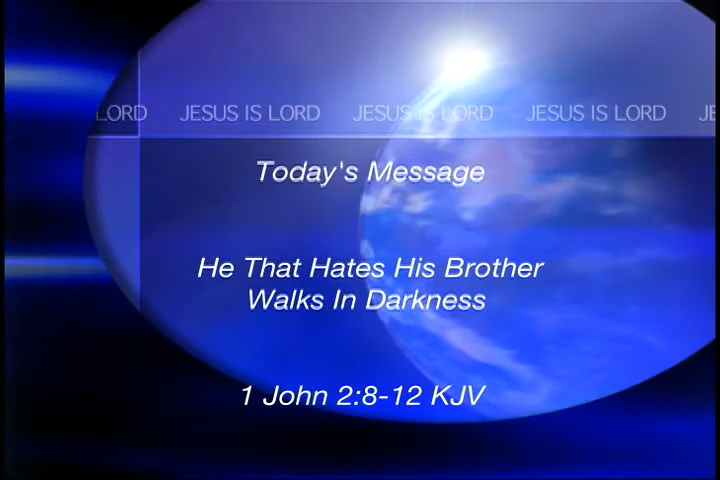 LORD JESUS IS LORD JESUS IS LORD JESUS IS LORD JE
Today's Message
He That Hates His Brother
Walks In Darkness
1 John 2:8-12 KJV